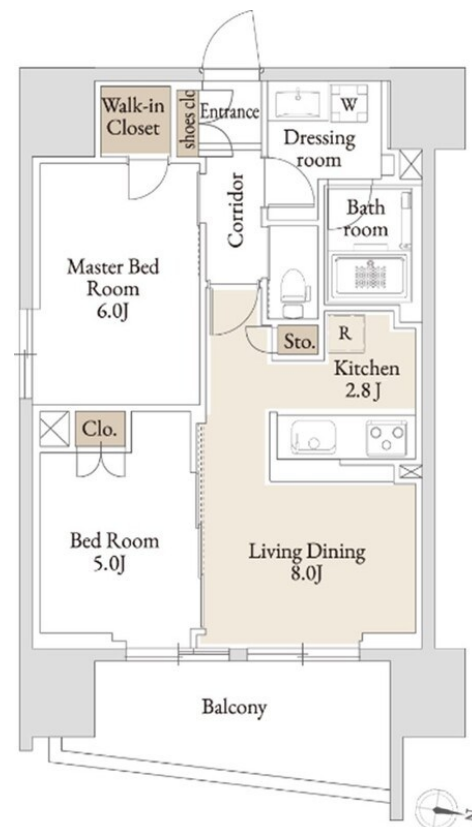 Walk-in
Closet
shoes clo
Entrance
W
Dressing
room
Corridor
Bath
room
Master Bed
Room
6.0J
Sto.
R
Kitchen
2.8 J
Clo.
Bed Room
5.0J
Living Dining
8.0J
Balcony
N